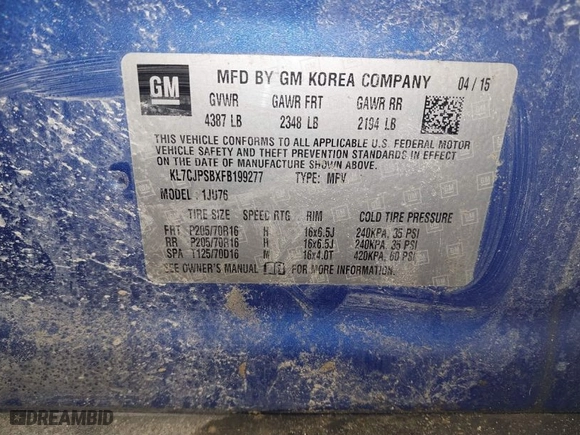 GM
MFD BY GM KOREA COMPANY 04 / 15
GVWR GAWR FRT GAWR RR
4387 LB 2348 LB 2194 LB
THIS VEHICLE CONFORMS TO ALL APPLICABLE U.S. FEDERAL MOTOR
VEHICLE SAFETY AND THEFT PREVENTION STANDARDS IN EFFECT
ON THE DATE OF MANUFACTURE SHOWN ABOVE.
KL7CJPSBXFB199277 TYPE: MPV
MODEL: 1JU76
TIRE SIZE SPEED RTG RIM COLD TIRE PRESSURE
FRT P205/70R16 H 16x6.5J 240KPA, 35 PSI
RR P205/70R16 H 16x6.5J 240KPA, 35 PSI
SPA T125/70D16 M 16x4.0T 420KPA, 60 PSI
SEE OWNER'S MANUAL FOR MORE INFORMATION.
DREAMBID